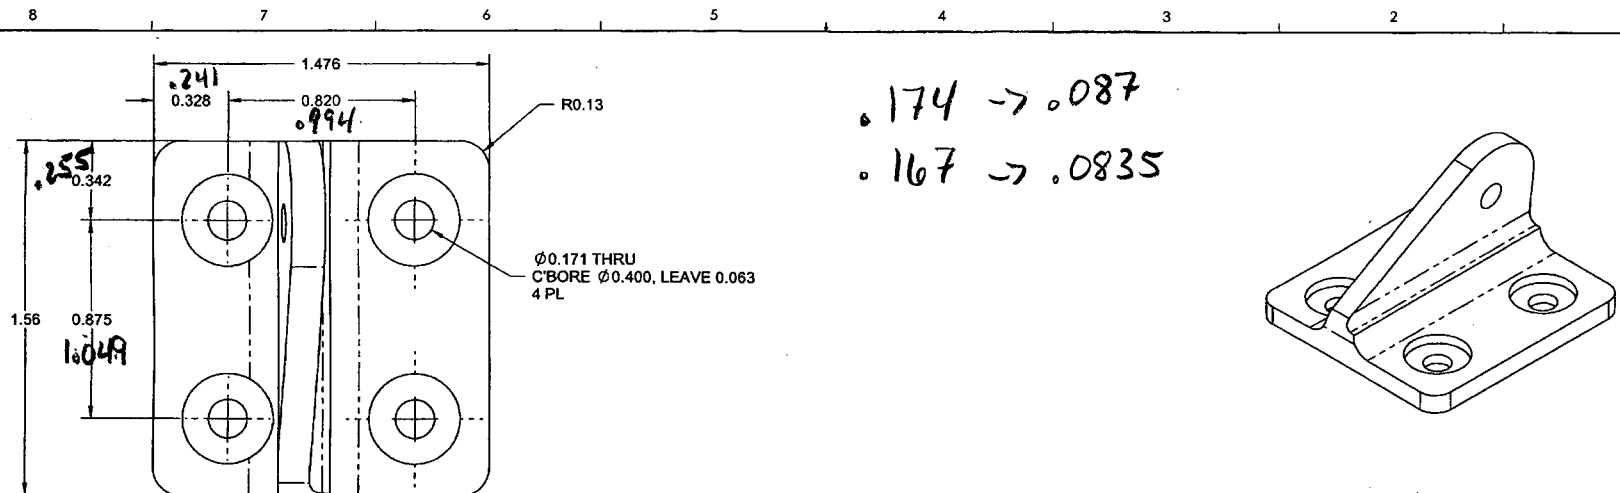 8 7 6 5 4 3 2
1.476
.241
0.328
0.820
.994
R0.13
.174 -> .087
.167 -> .0835
.255
0.342
Ø0.171 THRU
C'BORE Ø0.400, LEAVE 0.063
4 PL
1.56
0.875
1.049